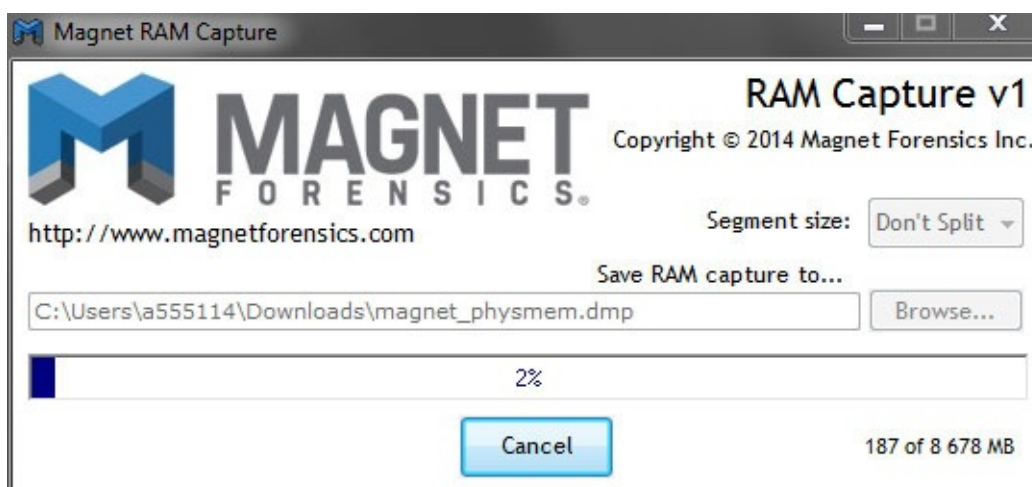 Magnet RAM Capture
MAGNET
FORENSICS®
RAM Capture v1
Copyright © 2014 Magnet Forensics Inc.
http://www.magnetforensics.com
Segment size: Don't Split
Save RAM capture to...
C:\Users\a555114\Downloads\magnet_physmem.dmp Browse...
2%
Cancel 187 of 8 678 MB